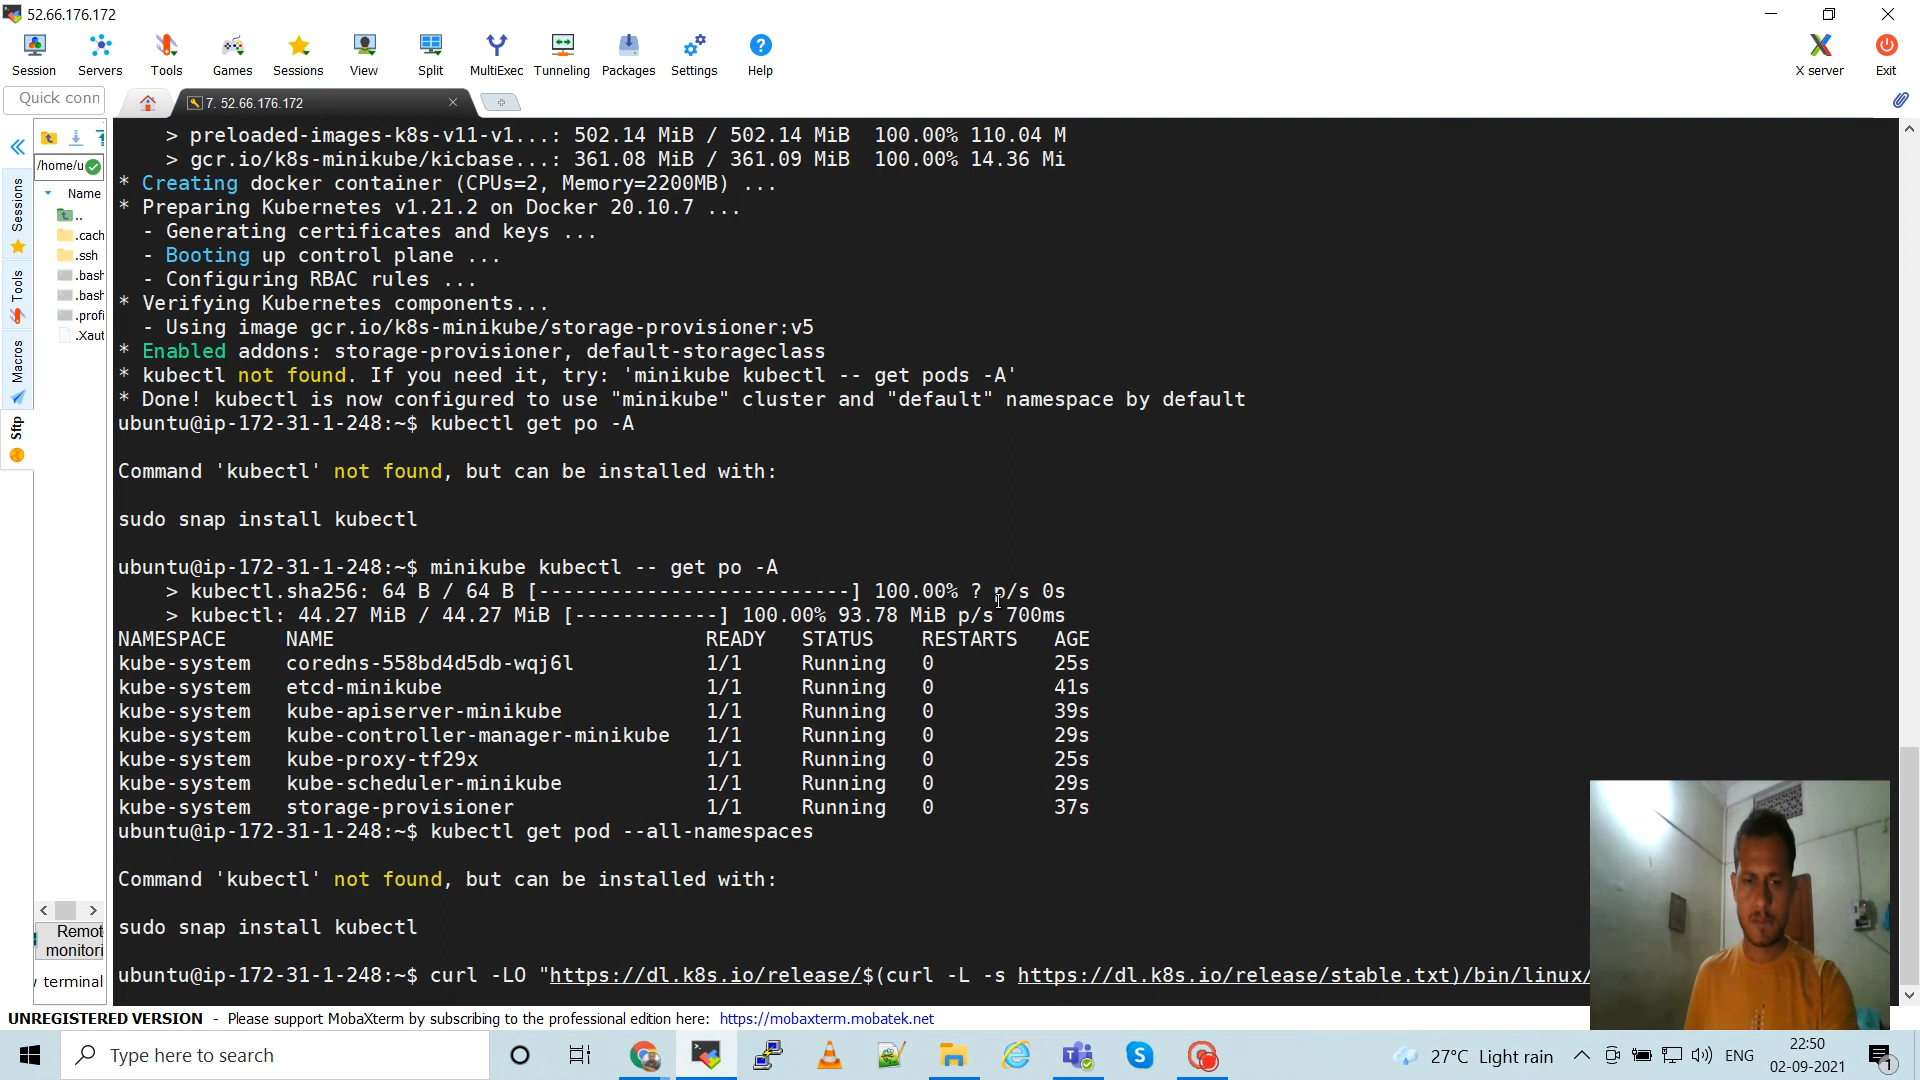 52.66.176.172
Session
Servers
Tools
Games
Sessions
View
Split
MultiExec
Tunneling
Packages
Settings
Help
X server
Exit
Quick conn
7. 52.66.176.172
/home/u
Name
..
.cach
.ssh
.bash
.bash
.profi
.Xaut
Sessions
Tools
Macros
Sftp
> preloaded-images-k8s-v11-v1...: 502.14 MiB / 502.14 MiB  100.00% 110.04 M
> gcr.io/k8s-minikube/kicbase...: 361.08 MiB / 361.09 MiB  100.00% 14.36 Mi
* Creating docker container (CPUs=2, Memory=2200MB) ...
* Preparing Kubernetes v1.21.2 on Docker 20.10.7 ...
- Generating certificates and keys ...
- Booting up control plane ...
- Configuring RBAC rules ...
* Verifying Kubernetes components...
- Using image gcr.io/k8s-minikube/storage-provisioner:v5
* Enabled addons: storage-provisioner, default-storageclass
* kubectl not found. If you need it, try: 'minikube kubectl -- get pods -A'
* Done! kubectl is now configured to use "minikube" cluster and "default" namespace by default
ubuntu@ip-172-31-1-248:~$ kubectl get po -A
Command 'kubectl' not found, but can be installed with:
sudo snap install kubectl
ubuntu@ip-172-31-1-248:~$ minikube kubectl -- get po -A
> kubectl.sha256: 64 B / 64 B [--------------------------] 100.00% ? p/s 0s
> kubectl: 44.27 MiB / 44.27 MiB [------------] 100.00% 93.78 MiB p/s 700ms
NAMESPACE     NAME                               READY   STATUS    RESTARTS   AGE
kube-system   coredns-558bd4d5db-wqj6l           1/1     Running   0          25s
kube-system   etcd-minikube                      1/1     Running   0          41s
kube-system   kube-apiserver-minikube            1/1     Running   0          39s
kube-system   kube-controller-manager-minikube   1/1     Running   0          29s
kube-system   kube-proxy-tf29x                   1/1     Running   0          25s
kube-system   kube-scheduler-minikube            1/1     Running   0          29s
kube-system   storage-provisioner                1/1     Running   0          37s
ubuntu@ip-172-31-1-248:~$ kubectl get pod --all-namespaces
Command 'kubectl' not found, but can be installed with:
sudo snap install kubectl
ubuntu@ip-172-31-1-248:~$ curl -LO "https://dl.k8s.io/release/$(curl -L -s https://dl.k8s.io/release/stable.txt)/bin/linux/
Remot
monitori
terminal
UNREGISTERED VERSION - Please support MobaXterm by subscribing to the professional edition here: https://mobaxterm.mobatek.net
Type here to search
27°C Light rain
ENG
22:50
02-09-2021
1